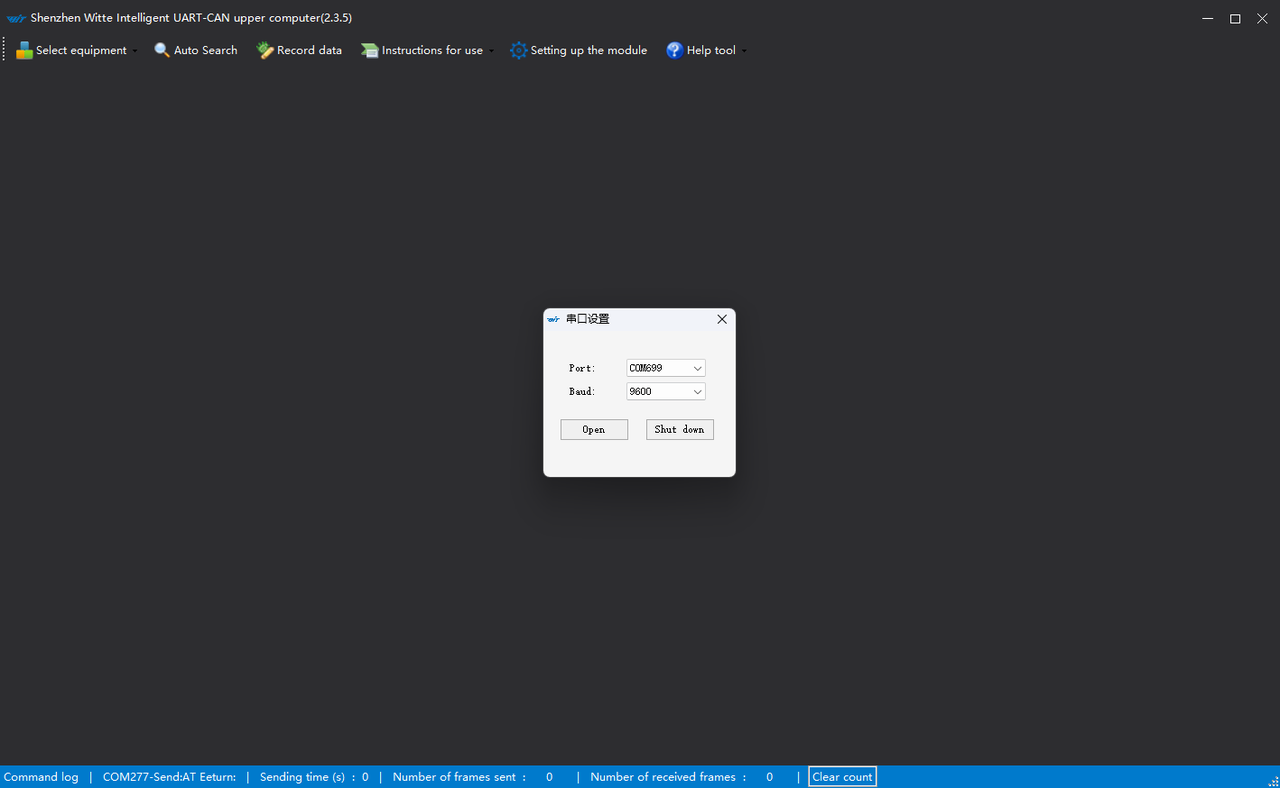 Shenzhen Witte Intelligent UART-CAN upper computer(2.3.5)
Select equipment Auto Search Record data Instructions for use Setting up the module Help tool
串口设置
Port: COM699
Baud: 9600
Open Shut down
Command log | COM277-Send:AT Eeturn: | Sending time (s) : 0 | Number of frames sent : 0 | Number of received frames : 0 | Clear count